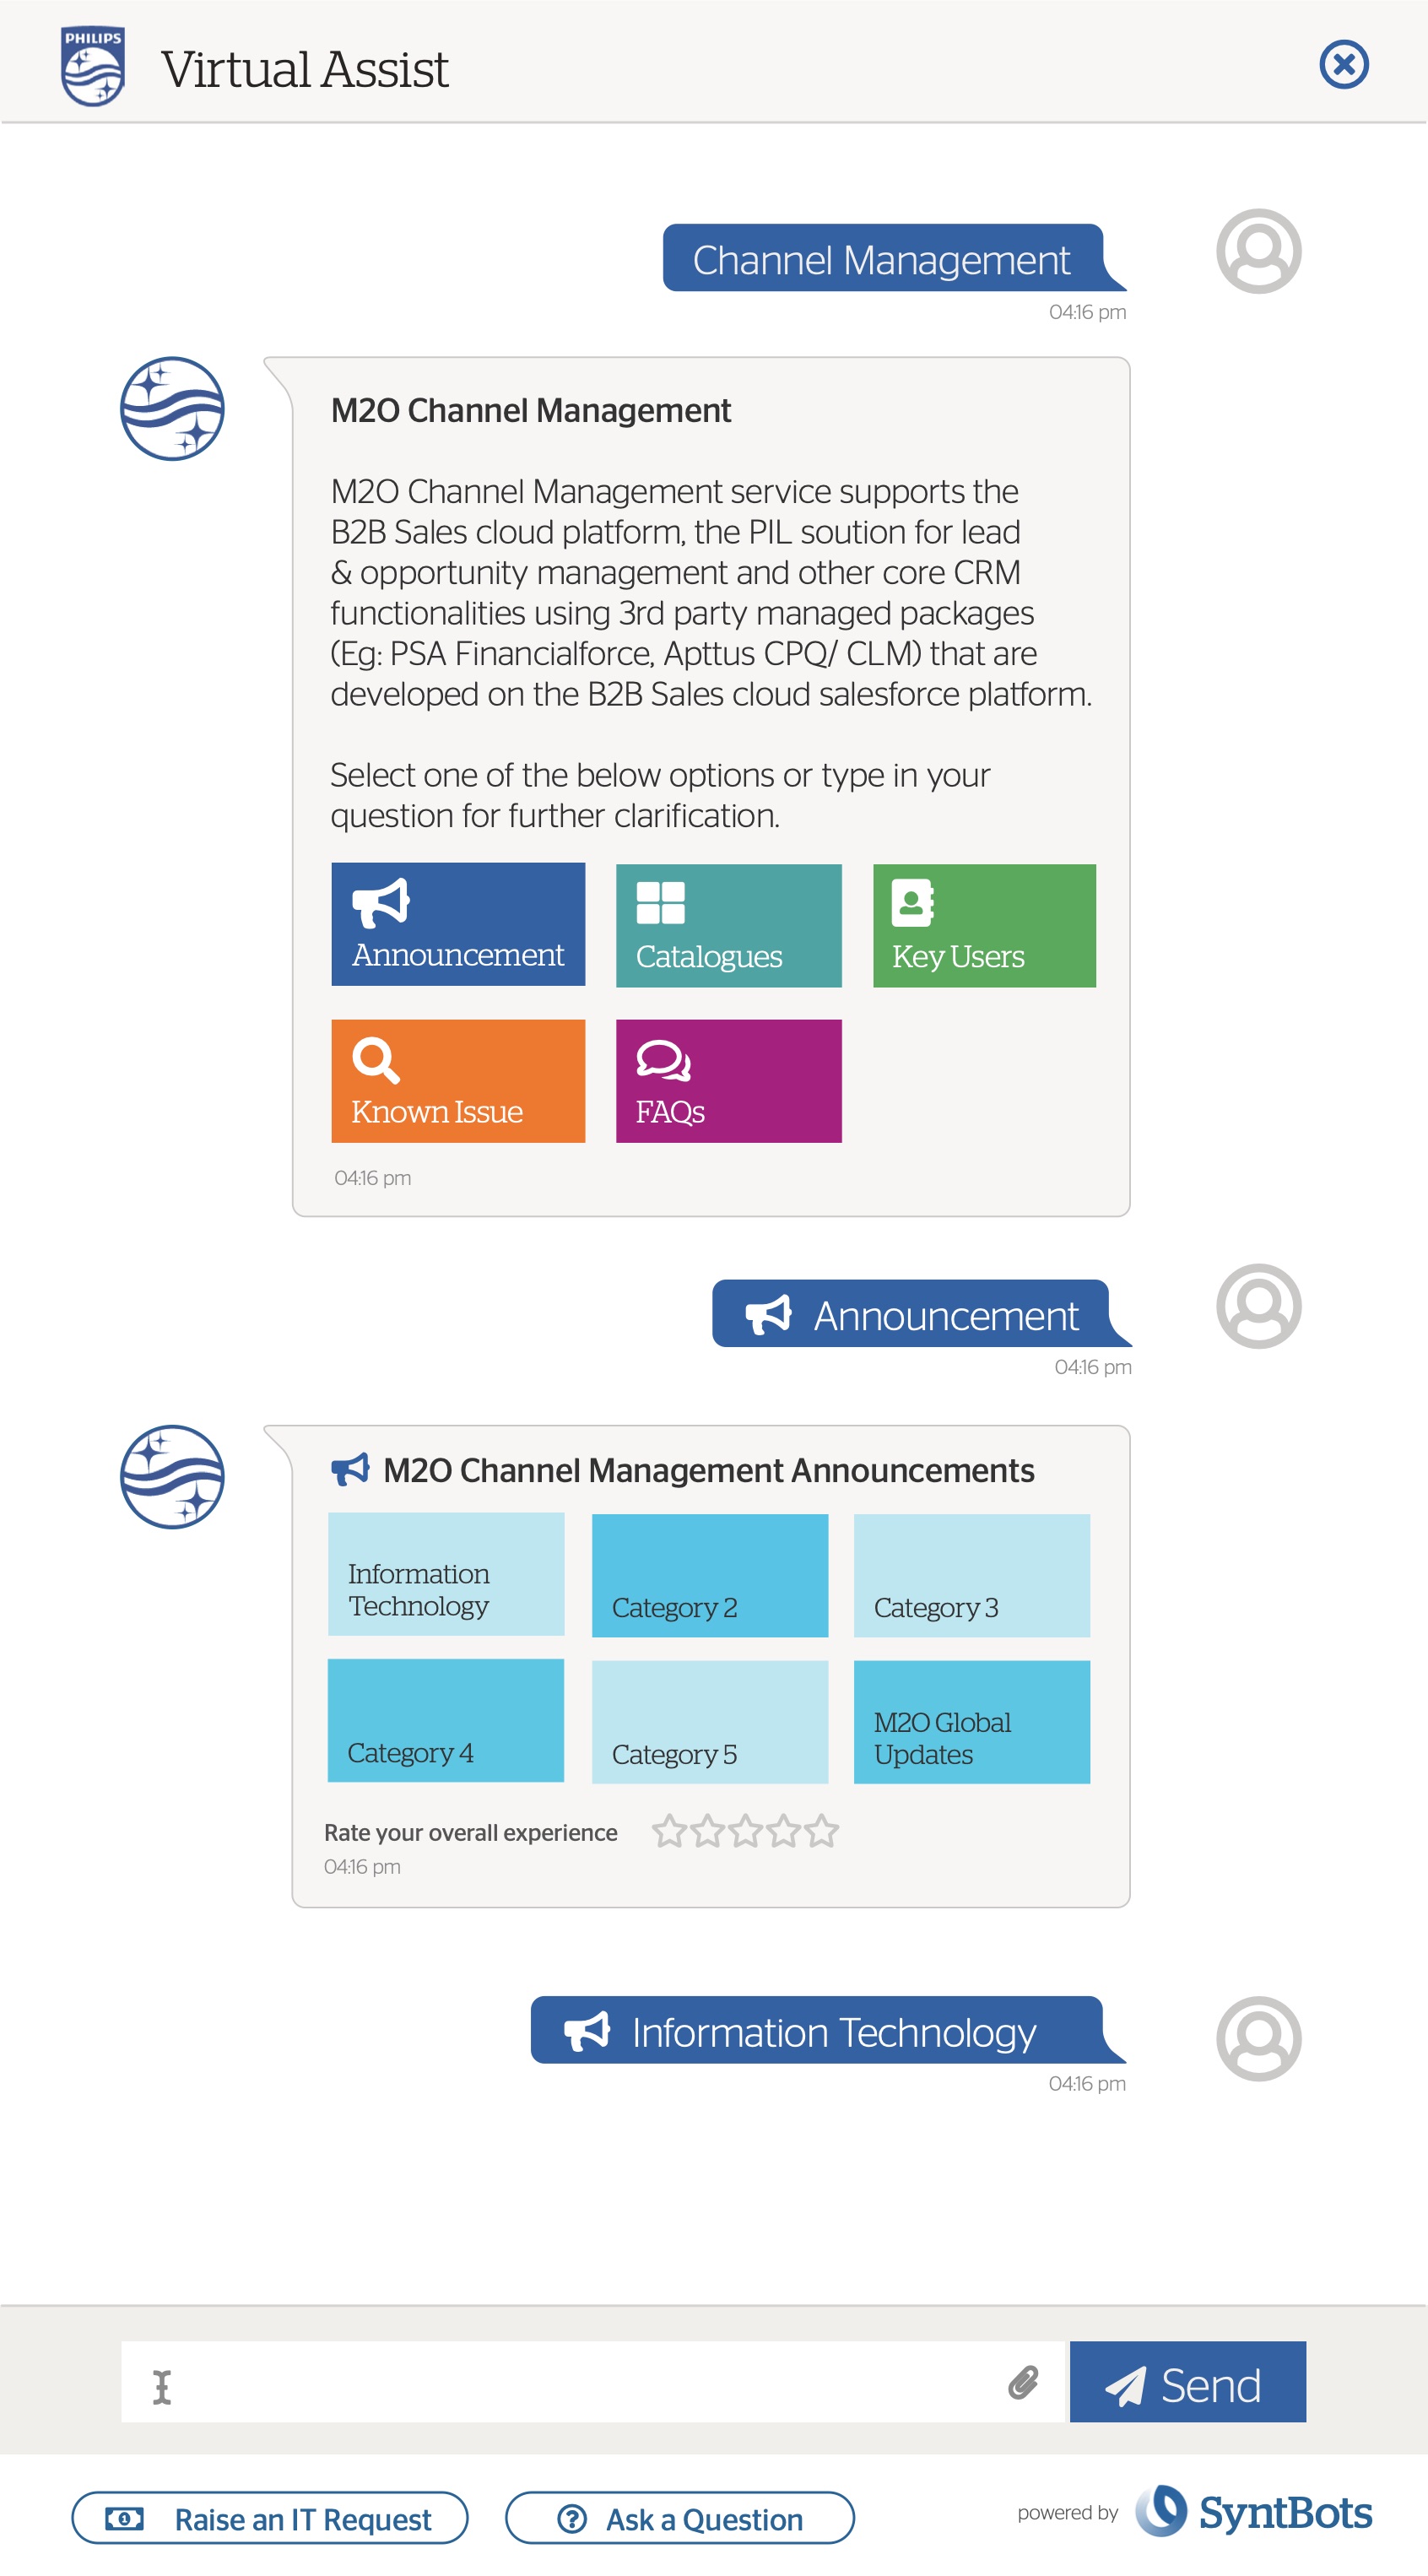 PHILIPS
Virtual Assist
Channel Management
04:16 pm
M2O Channel Management
M2O Channel Management service supports the
B2B Sales cloud platform, the PIL soution for lead
& opportunity management and other core CRM
functionalities using 3rd party managed packages
(Eg: PSA Financialforce, Apttus CPQ/ CLM) that are
developed on the B2B Sales cloud salesforce platform.
Select one of the below options or type in your
question for further clarification.
Announcement
Catalogues
Key Users
Known Issue
FAQs
04:16 pm
Announcement
04:16 pm
M2O Channel Management Announcements
Information
Technology
Category 2
Category 3
Category 4
Category 5
M2O Global
Updates
Rate your overall experience
04:16 pm
Information Technology
04:16 pm
Send
Raise an IT Request
Ask a Question
powered by
SyntBots